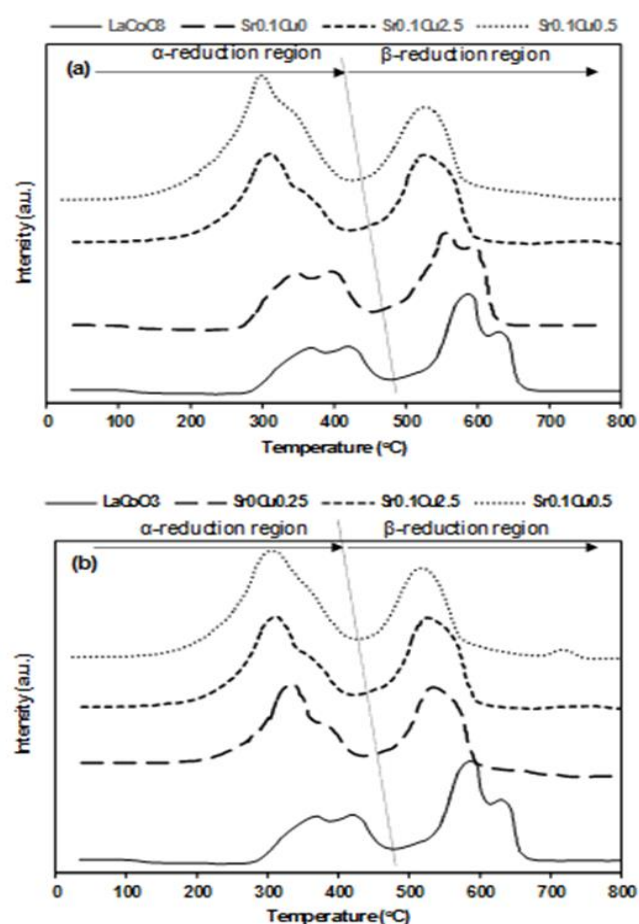 LaCoO3 Sr0.1Cu0 Sr0.1Cu2.5 Sr0.1Cu0.5
(a)
α-reduction region β-reduction region
Intensity (a.u.)
0 100 200 300 400 500 600 700 800
Temperature (°C)
LaCoO3 Sr0Cu0.25 Sr0.1Cu2.5 Sr0.1Cu0.5
α-reduction region β-reduction region
(b)
Intensity (a.u.)
0 100 200 300 400 500 600 700 800
Temperature (°C)